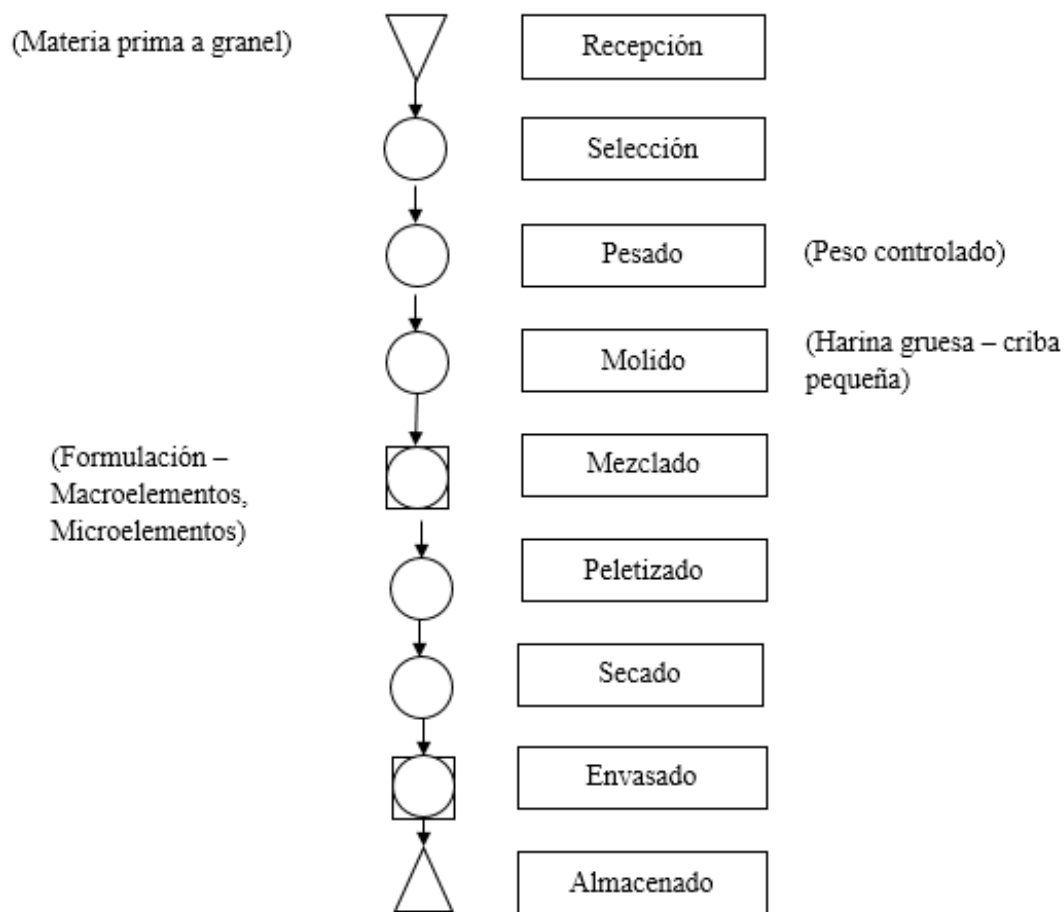 (Materia prima a granel)
Recepción
Selección
Pesado
(Peso controlado)
Molido
(Harina gruesa – criba
pequeña)
(Formulación –
Macroelementos,
Microelementos)
Mezclado
Peletizado
Secado
Envasado
Almacenado